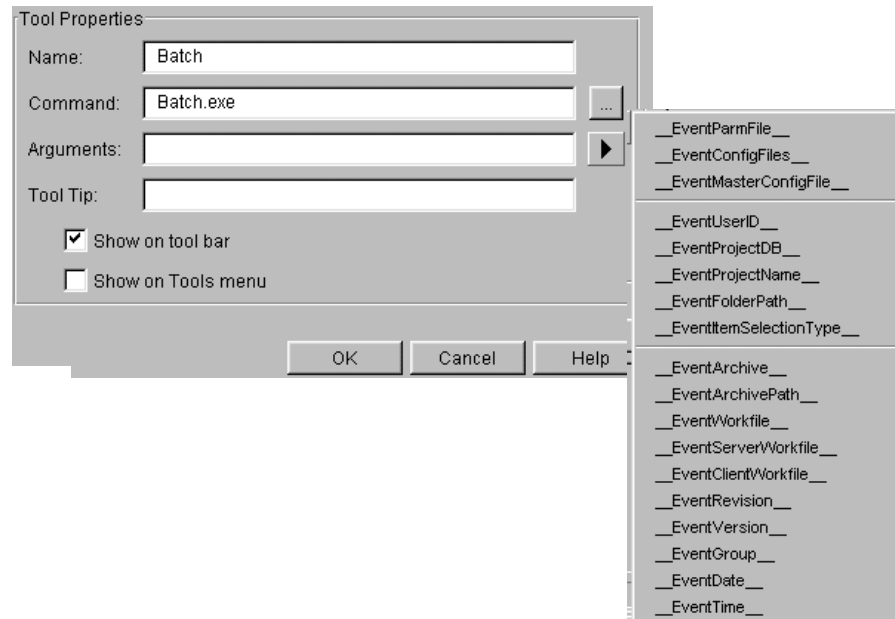 Tool Properties
Name: Batch
Command: Batch.exe ...
Arguments:
Tool Tip:
Show on tool bar
Show on Tools menu
OK Cancel Help
__EventParmFile__
__EventConfigFiles__
__EventMasterConfigFile__
__EventUserID__
__EventProjectDB__
__EventProjectName__
__EventFolderPath__
__EventItemSelectionType__
__EventArchive__
__EventArchivePath__
__EventWorkfile__
__EventServerWorkfile__
__EventClientWorkfile__
__EventRevision__
__EventVersion__
__EventGroup__
__EventDate__
__EventTime__